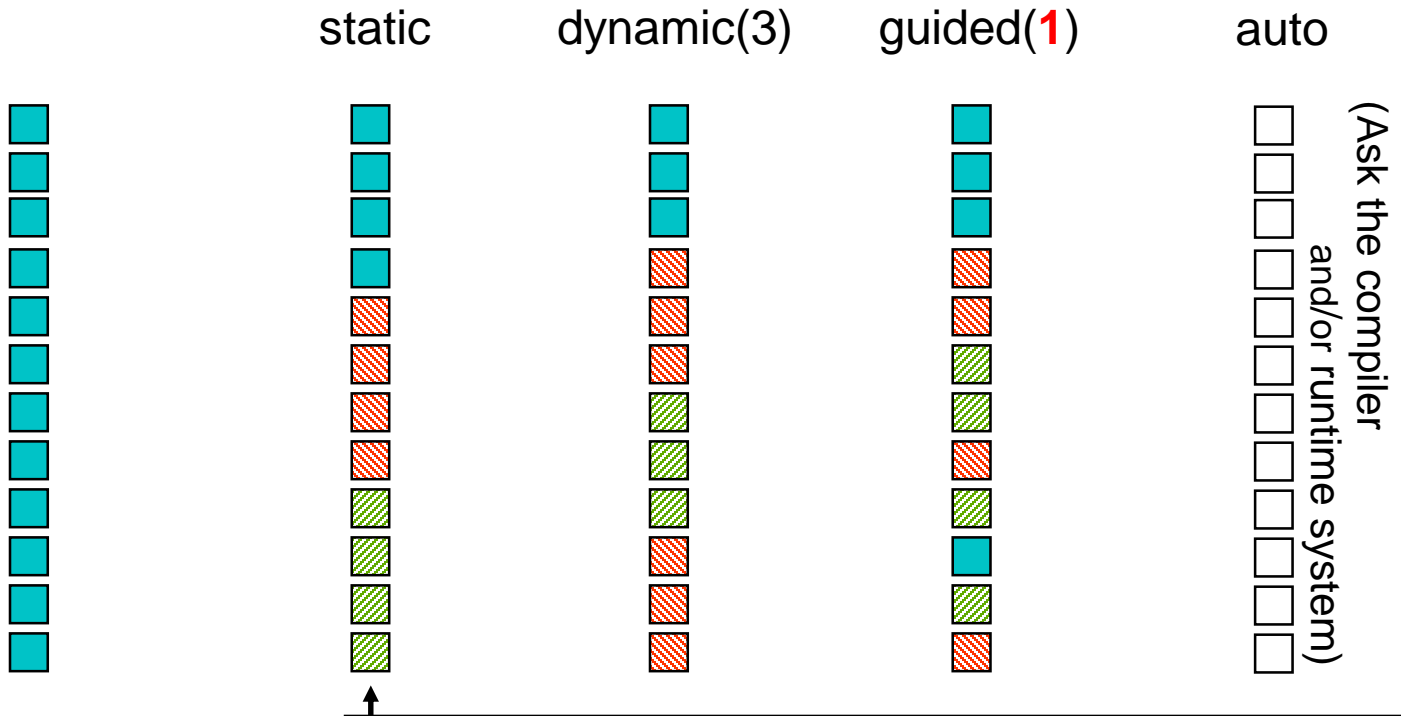 static dynamic(3) guided(1) auto
(Ask the compiler
and/or runtime system)